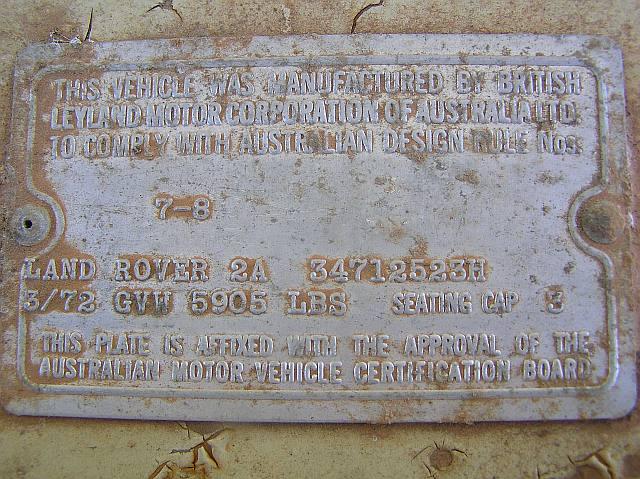 THIS VEHICLE WAS MANUFACTURED BY BRITISH
LEYLAND MOTOR CORPORATION OF AUSTRALIA LTD.
TO COMPLY WITH AUSTRALIAN DESIGN RULE Nos:
7-8
LAND ROVER 2A 34712523H
3/72 GVW 5905 LBS SEATING CAP 3
THIS PLATE IS AFFIXED WITH THE APPROVAL OF THE
AUSTRALIAN MOTOR VEHICLE CERTIFICATION BOARD